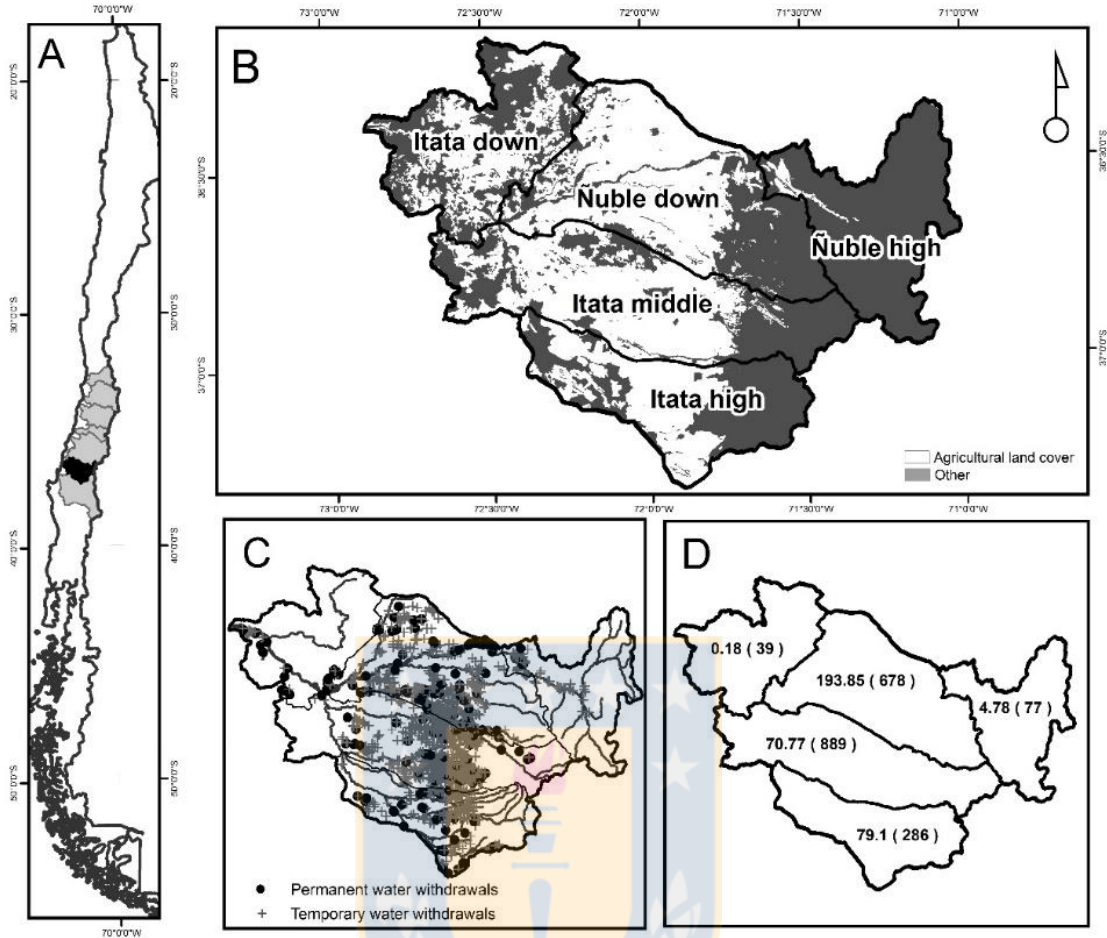 70°0'0"W
A
20°0'0"S
20°0'0"S
30°0'0"S
30°0'0"S
40°0'0"S
40°0'0"S
50°0'0"S
50°0'0"S
70°0'0"W
73°0'0"W
72°30'0"W
72°0'0"W
71°30'0"W
71°0'0"W
B
Itata down
Ñuble down
Ñuble high
Itata middle
Itata high
36°30'0"S
36°30'0"S
37°0'0"S
37°0'0"S
Agricultural land cover
Other
73°0'0"W
72°30'0"W
72°0'0"W
71°30'0"W
71°0'0"W
C
Permanent water withdrawals
Temporary water withdrawals
D
0.18 ( 39 )
193.85 ( 678 )
4.78 ( 77 )
70.77 ( 889 )
79.1 ( 286 )